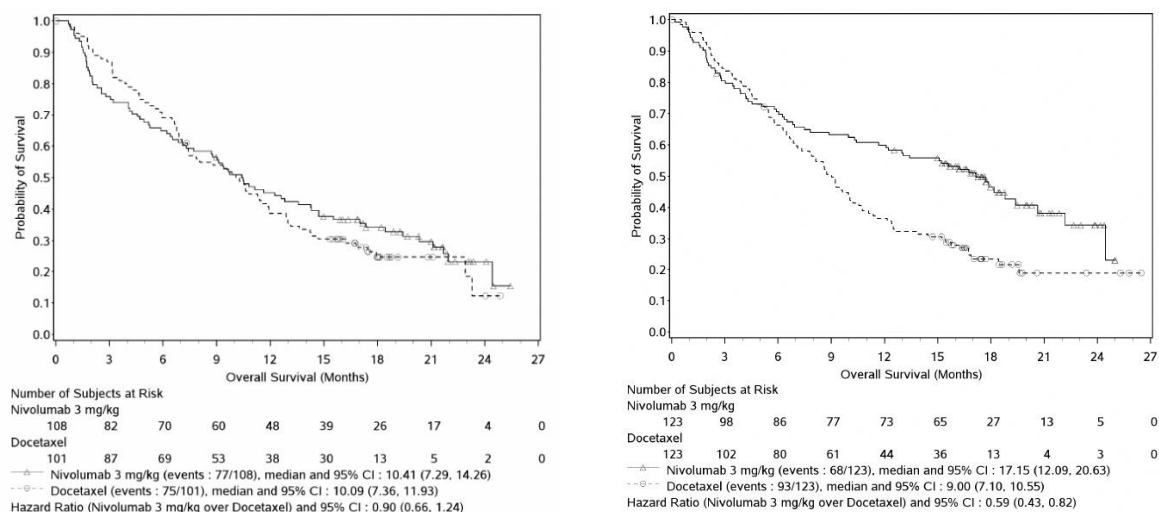 1.0
0.9
0.8
0.7
0.6
0.5
0.4
0.3
0.2
0.1
0.0
Probability of Survival
0 3 6 9 12 15 18 21 24 27
Overall Survival (Months)
Number of Subjects at Risk
Nivolumab 3 mg/kg
108 82 70 60 48 39 26 17 4 0
Docetaxel
101 87 69 53 38 30 13 5 2 0
Nivolumab 3 mg/kg (events : 77/108), median and 95% CI : 10.41 (7.29, 14.26)
Docetaxel (events : 75/101), median and 95% CI : 10.09 (7.36, 11.93)
Hazard Ratio (Nivolumab 3 mg/kg over Docetaxel) and 95% CI : 0.90 (0.66, 1.24)
1.0
0.9
0.8
0.7
0.6
0.5
0.4
0.3
0.2
0.1
0.0
Probability of Survival
0 3 6 9 12 15 18 21 24 27
Overall Survival (Months)
Number of Subjects at Risk
Nivolumab 3 mg/kg
123 98 86 77 73 65 27 13 5 0
Docetaxel
123 102 80 61 44 36 13 4 3 0
Nivolumab 3 mg/kg (events : 68/123), median and 95% CI : 17.15 (12.09, 20.63)
Docetaxel (events : 93/123), median and 95% CI : 9.00 (7.10, 10.55)
Hazard Ratio (Nivolumab 3 mg/kg over Docetaxel) and 95% CI : 0.59 (0.43, 0.82)